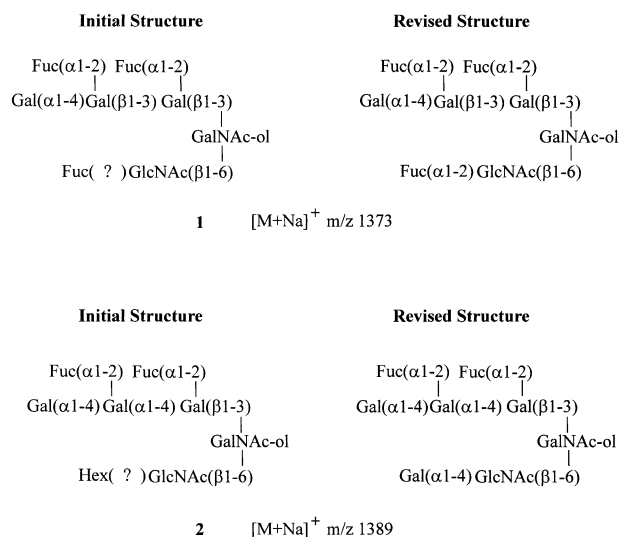 Initial Structure Revised Structure
Fuc(α1-2) Fuc(α1-2) Fuc(α1-2) Fuc(α1-2)
Gal(α1-4)Gal(β1-3) Gal(β1-3) Gal(α1-4)Gal(β1-3) Gal(β1-3)
GalNAc-ol GalNAc-ol
Fuc( ? )GlcNAc(β1-6) Fuc(α1-2)GlcNAc(β1-6)
1 [M+Na]+ m/z 1373
Initial Structure Revised Structure
Fuc(α1-2) Fuc(α1-2) Fuc(α1-2) Fuc(α1-2)
Gal(α1-4)Gal(α1-4) Gal(β1-3) Gal(α1-4)Gal(α1-4) Gal(β1-3)
GalNAc-ol GalNAc-ol
Hex( ? )GlcNAc(β1-6) Gal(α1-4)GlcNAc(β1-6)
2 [M+Na]+ m/z 1389